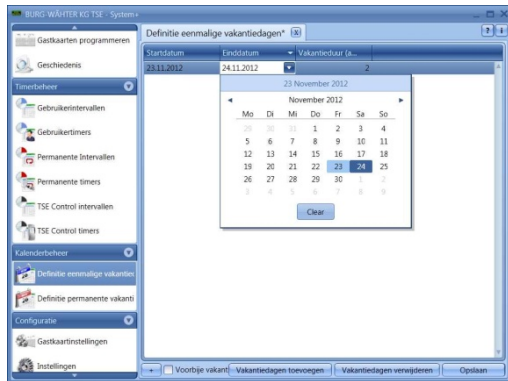 BURG-WÄHTER KG TSE - System+
Gastkaarten programmeren
Geschiedenis
Timerbeheer
Gebruikerintervallen
Gebruikertimers
Permanente Intervallen
Permanente timers
TSE Control intervallen
TSE Control timers
Kalenderbeheer
Definitie eenmalige vakantied
Definitie permanente vakanti
Configuratie
Gastkaartinstellingen
Instellingen
Definitie eenmalige vakantiedagen* x
? i
Startdatum Einddatum Vakantieduur (a...
23.11.2012 24.11.2012 2
23 November 2012
November 2012
Mo Di Mi Do Fr Sa So
29 30 31 1 2 3 4
5 6 7 8 9 10 11
12 13 14 15 16 17 18
19 20 21 22 23 24 25
26 27 28 29 30 1 2
3 4 5 6 7 8 9
Clear
+ Voorbije vakant Vakantiedagen toevoegen Vakantiedagen verwijderen Opslaan